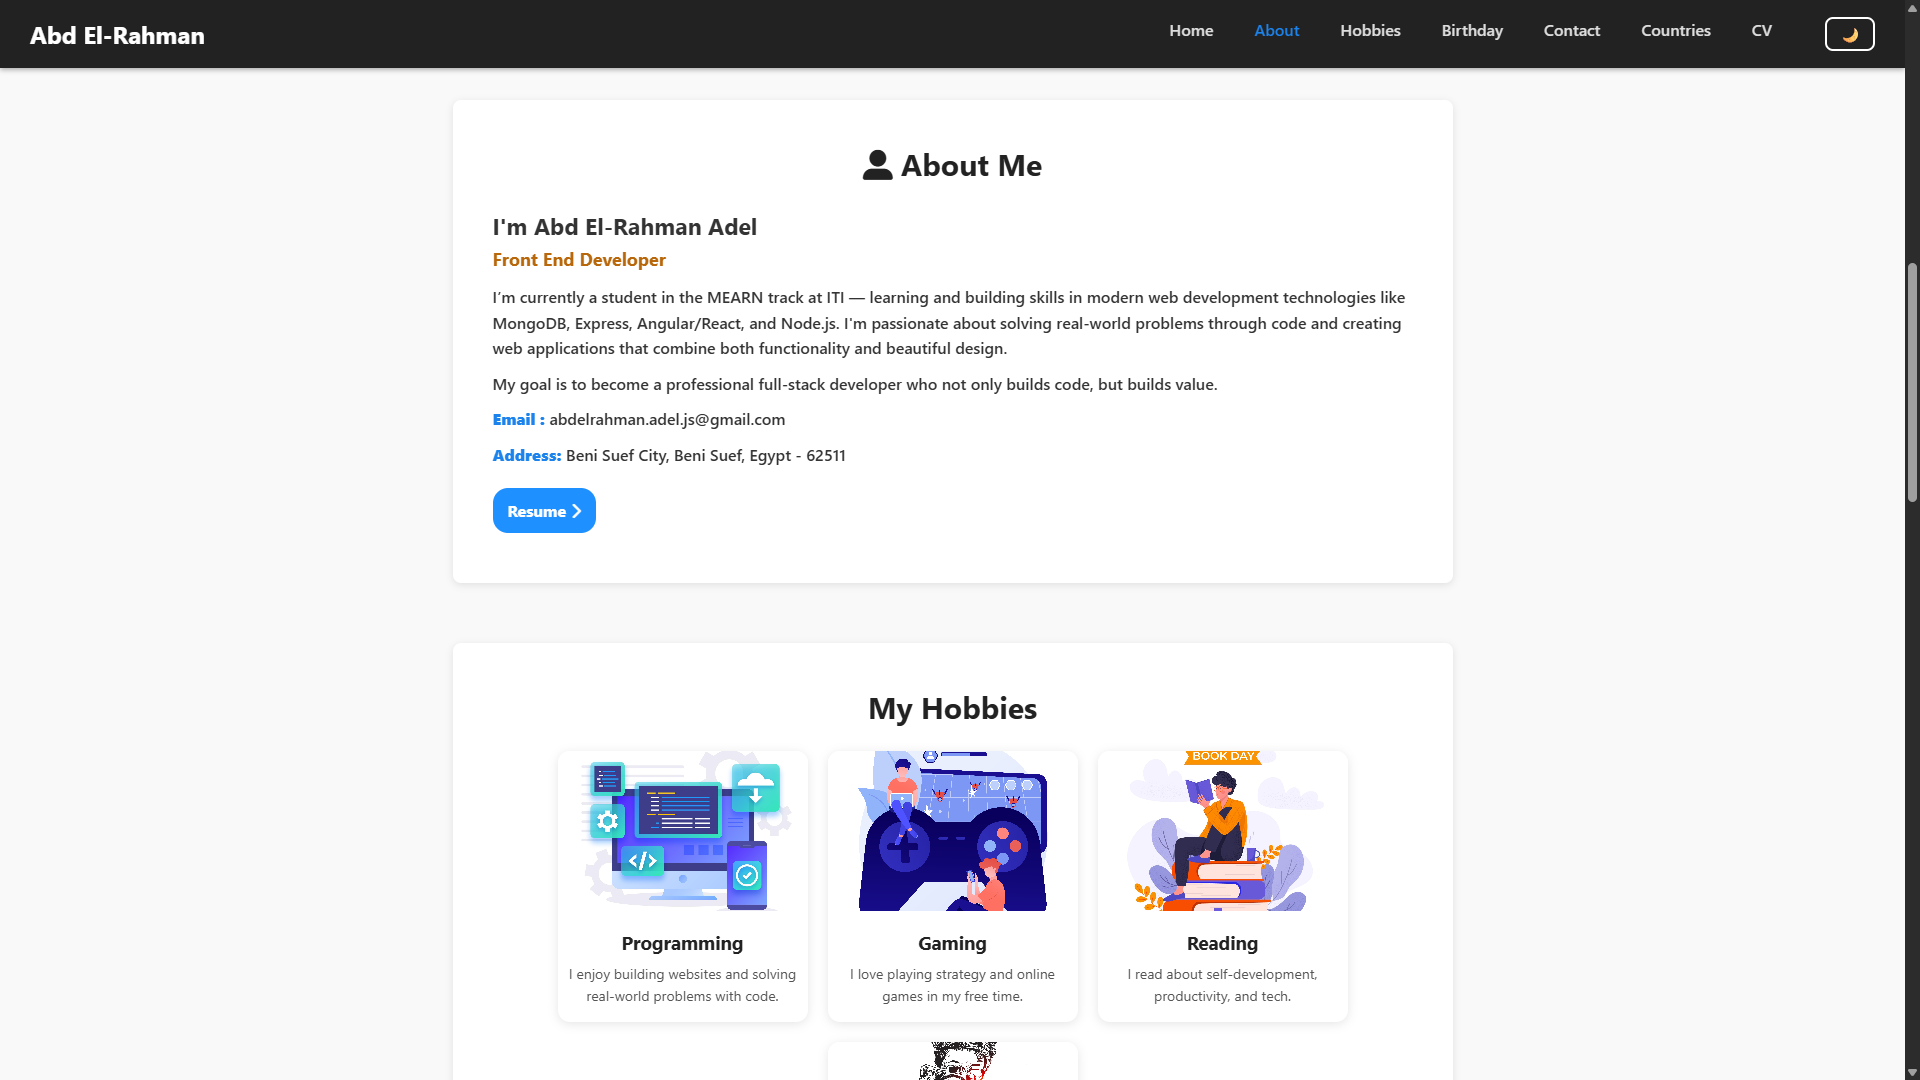 Abd El-Rahman
Home
About
Hobbies
Birthday
Contact
Countries
CV
About Me
I'm Abd El-Rahman Adel
Front End Developer
I’m currently a student in the MEARN track at ITI — learning and building skills in modern web development technologies like
MongoDB, Express, Angular/React, and Node.js. I'm passionate about solving real-world problems through code and creating
web applications that combine both functionality and beautiful design.
My goal is to become a professional full-stack developer who not only builds code, but builds value.
Email : abdelrahman.adel.js@gmail.com
Address: Beni Suef City, Beni Suef, Egypt - 62511
Resume
My Hobbies
</>
BOOK DAY
Programming
I enjoy building websites and solving
real-world problems with code.
Gaming
I love playing strategy and online
games in my free time.
Reading
I read about self-development,
productivity, and tech.